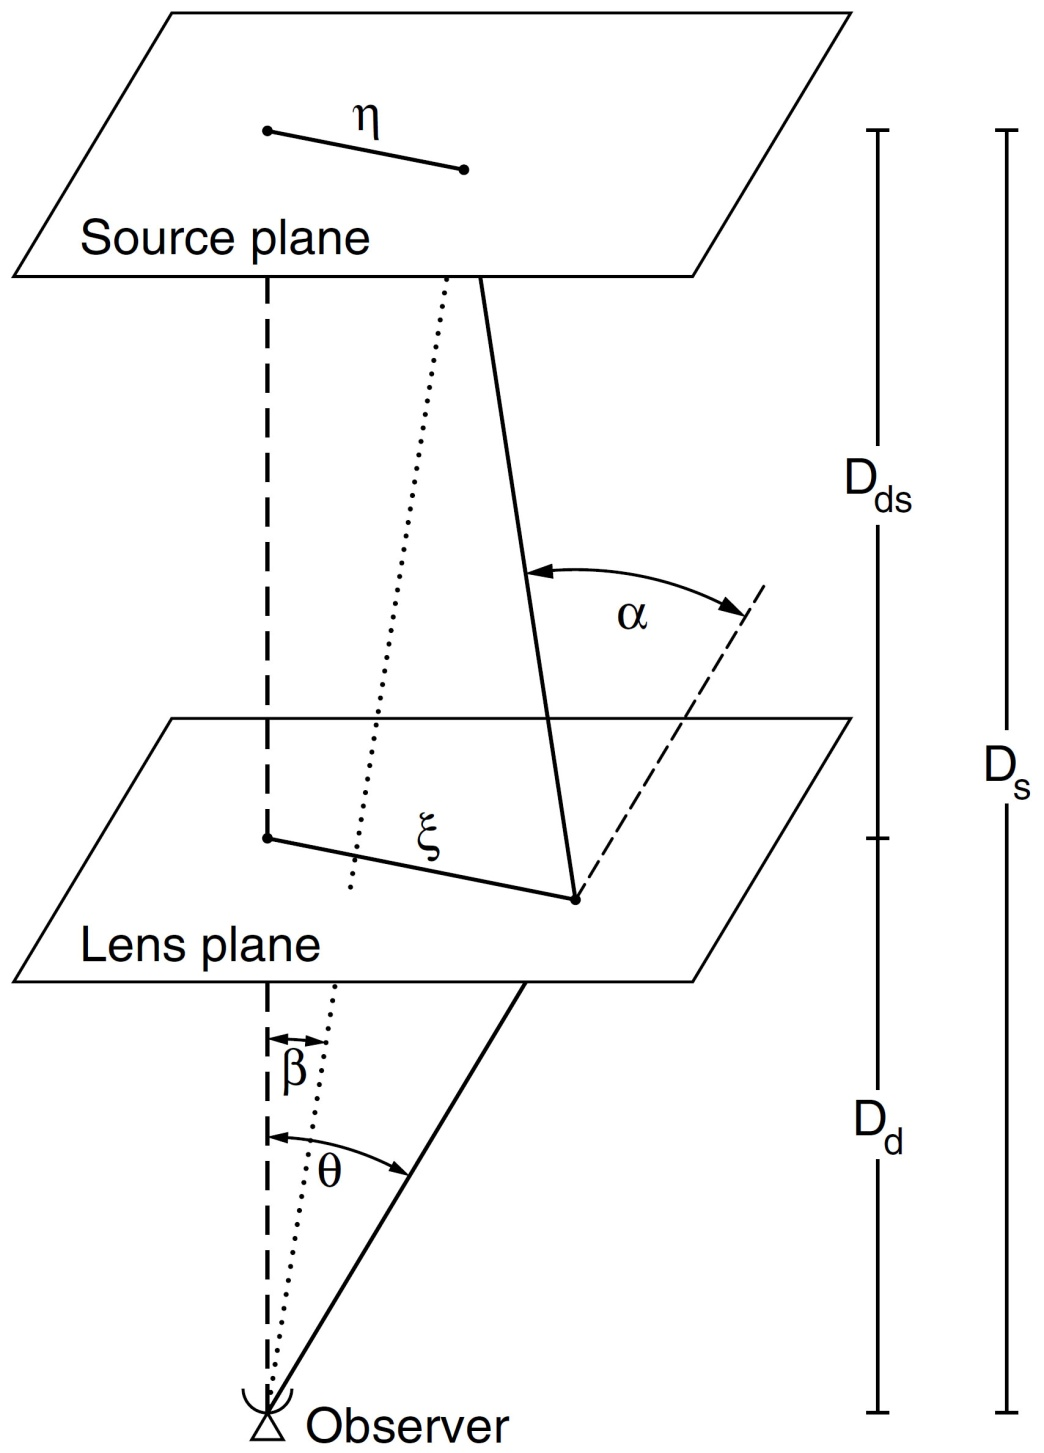 η
Source plane
D_ds
α
D_s
ξ
Lens plane
β
D_d
θ
Observer